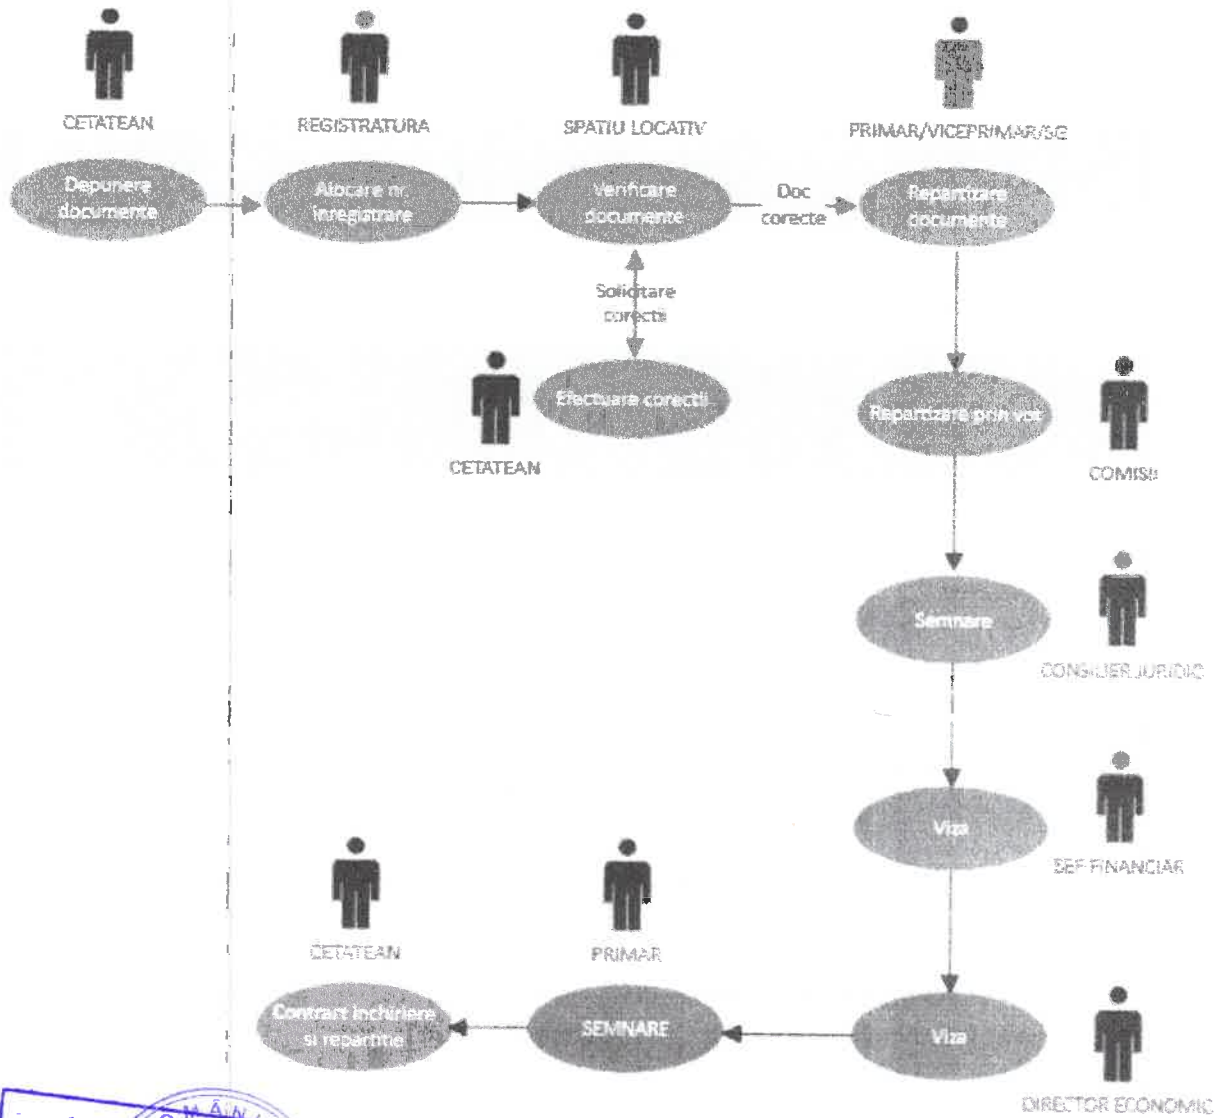 CETATEAN
REGISTRATURA
SPATIU LOCATIV
PRIMAR/VICEPRIMAR/SG
Depunere
documente
Alocare nr.
inregistrare
Verificare
documente
Doc
corecte
Repartizare
documente
Solicitare
corectii
Efectuare corectii
CETATEAN
Repartizare prin vot
COMISII
Semnare
CONSILIER JURIDIC
Viza
SEF FINANCIAR
CETATEAN
PRIMAR
Contract inchiriere
si repartitie
SEMNARE
Viza
DIRECTOR ECONOMIC